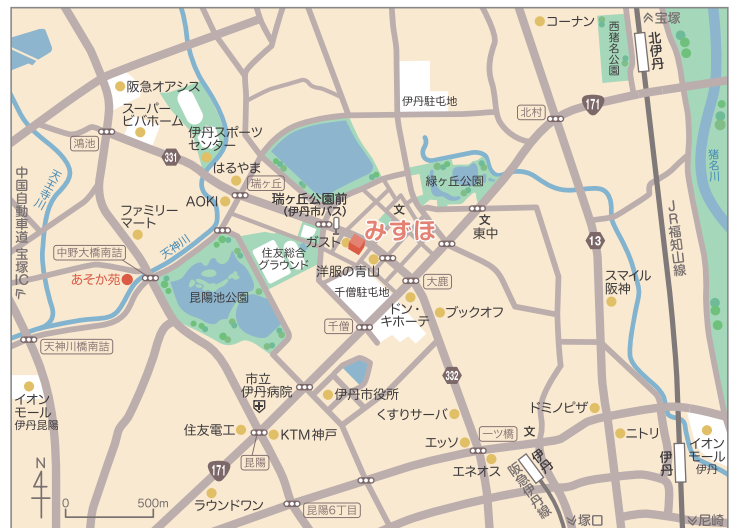 コーナン
宝塚
北伊丹
西猪名公園
阪急オアシス
伊丹駐屯地
スーパー
ビバホーム
北村
171
伊丹スポーツ
センター
鴻池
331
はるやま
猪名川
瑞ヶ丘
緑ヶ丘公園
中国自動車道 宝塚IC
天王寺川
AOKI
瑞ヶ丘公園前
(伊丹市バス)
文
文
東中
JR福知山線
ファミリー
マート
みずほ
ガスト
13
天神川
中野大橋南詰
住友総合
グラウンド
洋服の青山
あそか苑
大鹿
スマイル
阪神
昆陽池公園
千僧駐屯地
ドン・
キホーテ
ブックオフ
千僧
天神川橋南詰
332
市立
伊丹病院
伊丹市役所
イオン
モール
伊丹昆陽
くすりサーバ
ドミノピザ
住友電工
KTM神戸
一ツ橋
文
ニトリ
エッソ
イオン
モール
伊丹
昆陽
エネオス
伊丹
伊丹
171
阪急伊丹線
N
ラウンドワン
0
500m
昆陽6丁目
塚口
尼崎